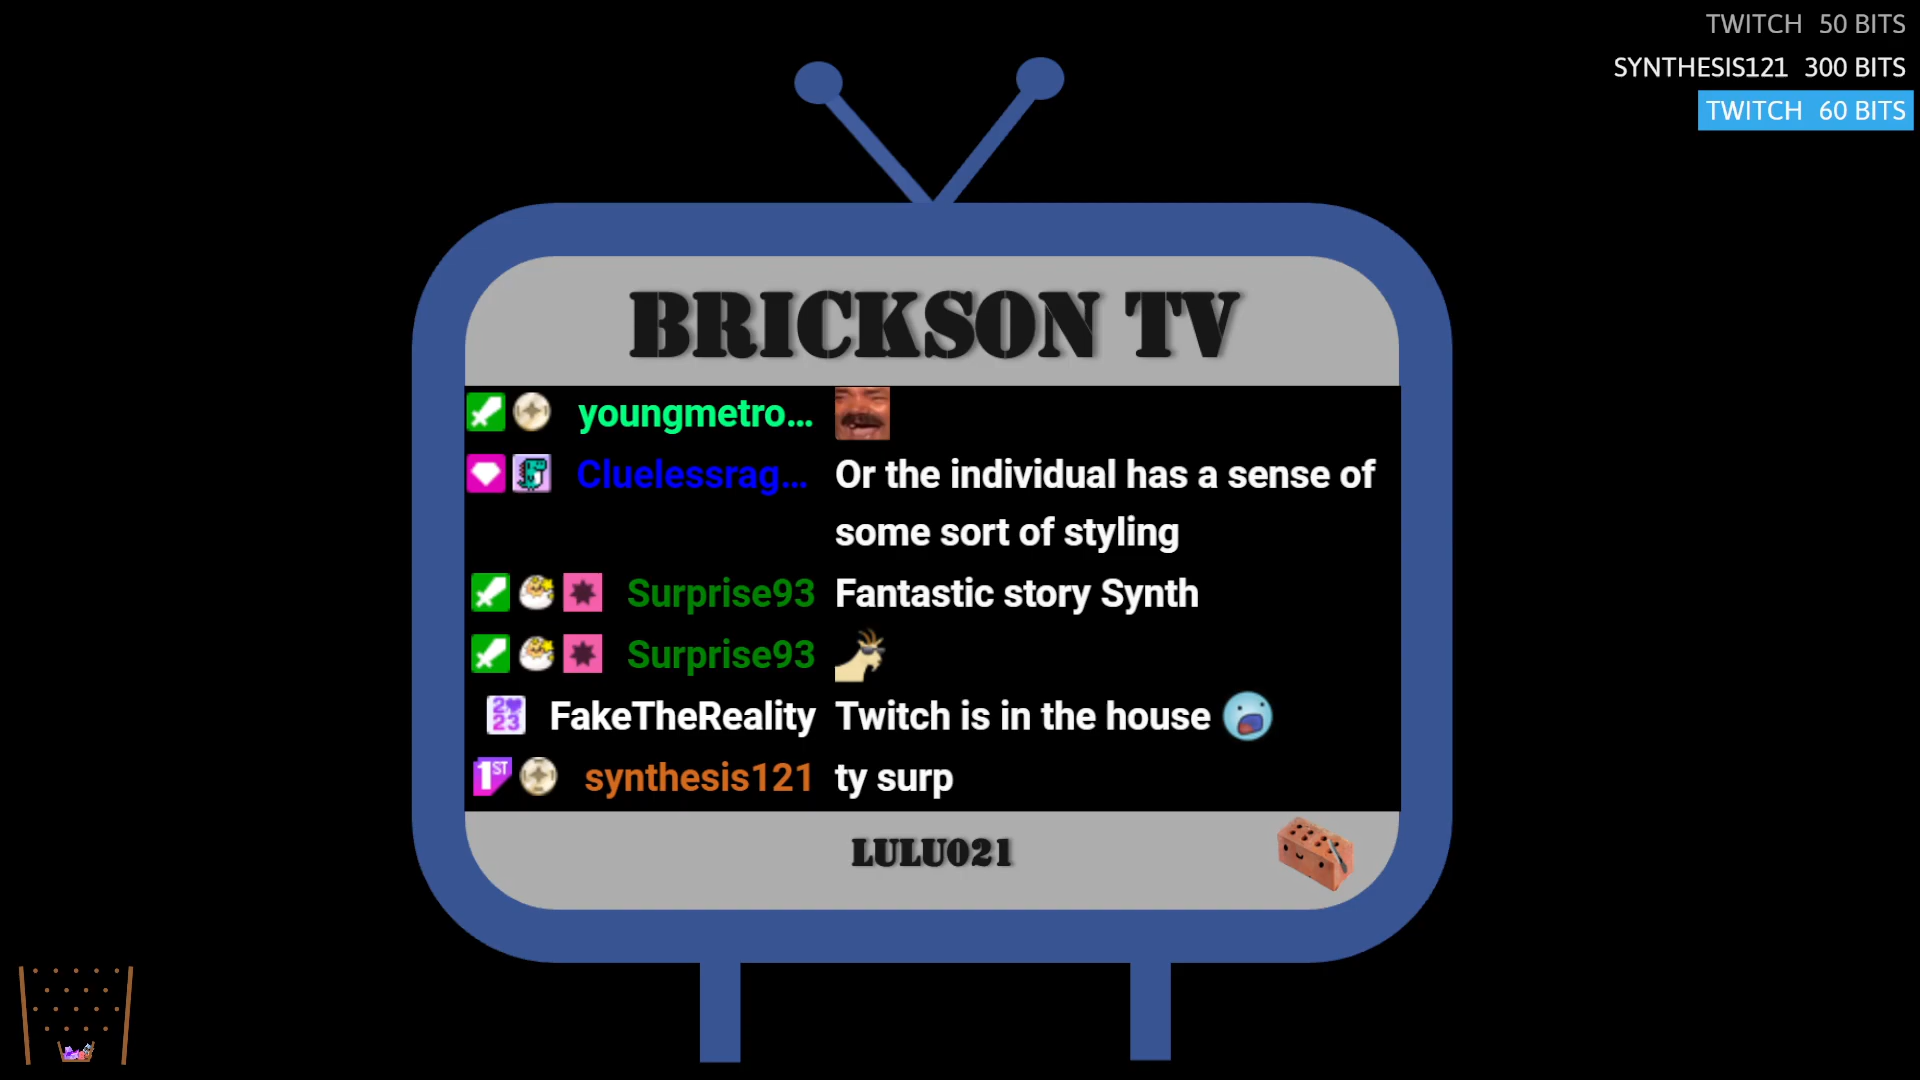 TWITCH 50 BITS
SYNTHESIS121 300 BITS
TWITCH 60 BITS
BRICKSON TV
youngmetro...
Cluelessrag... Or the individual has a sense of
some sort of styling
Surprise93 Fantastic story Synth
Surprise93
2023 FakeTheReality Twitch is in the house
1ST synthesis121 ty surp
LULU021